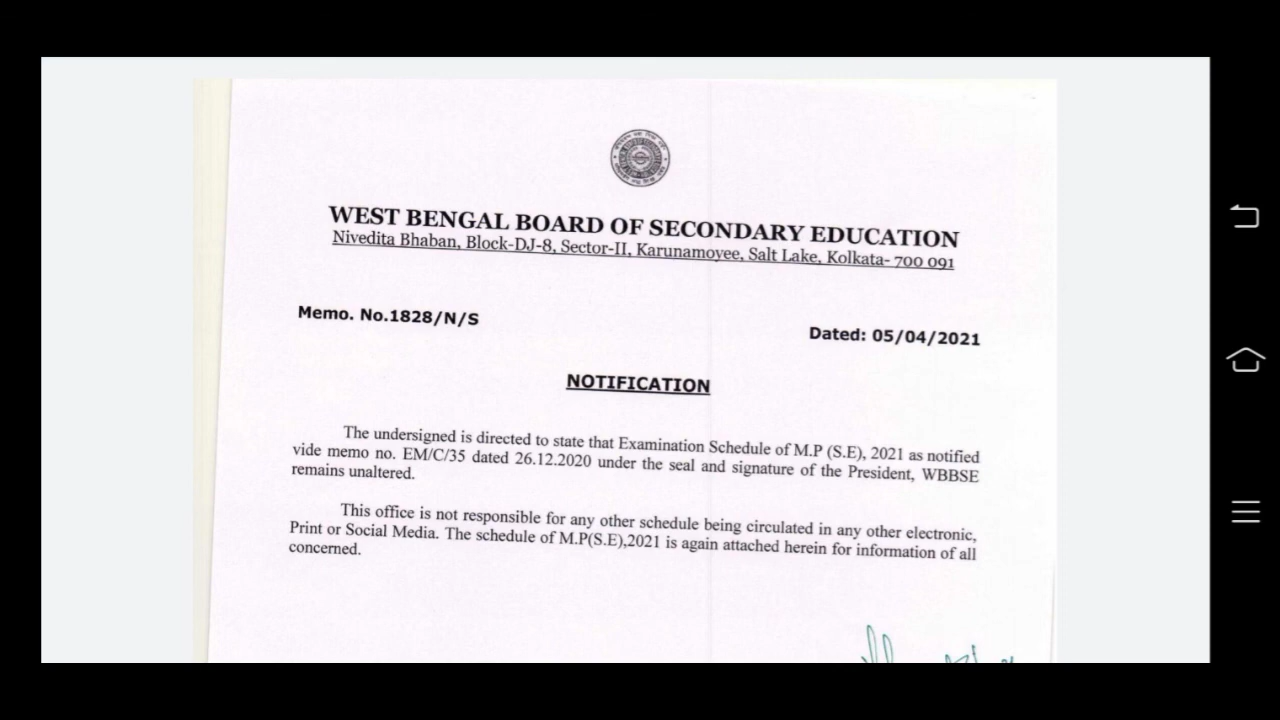 WEST BENGAL BOARD OF SECONDARY EDUCATION
Nivedita Bhaban, Block-DJ-8, Sector-II, Karunamoyee, Salt Lake, Kolkata- 700 091
Memo. No.1828/N/S
Dated: 05/04/2021
NOTIFICATION
The undersigned is directed to state that Examination Schedule of M.P (S.E), 2021 as notified
vide memo no. EM/C/35 dated 26.12.2020 under the seal and signature of the President, WBBSE
remains unaltered.
This office is not responsible for any other schedule being circulated in any other electronic,
Print or Social Media. The schedule of M.P(S.E),2021 is again attached herein for information of all
concerned.